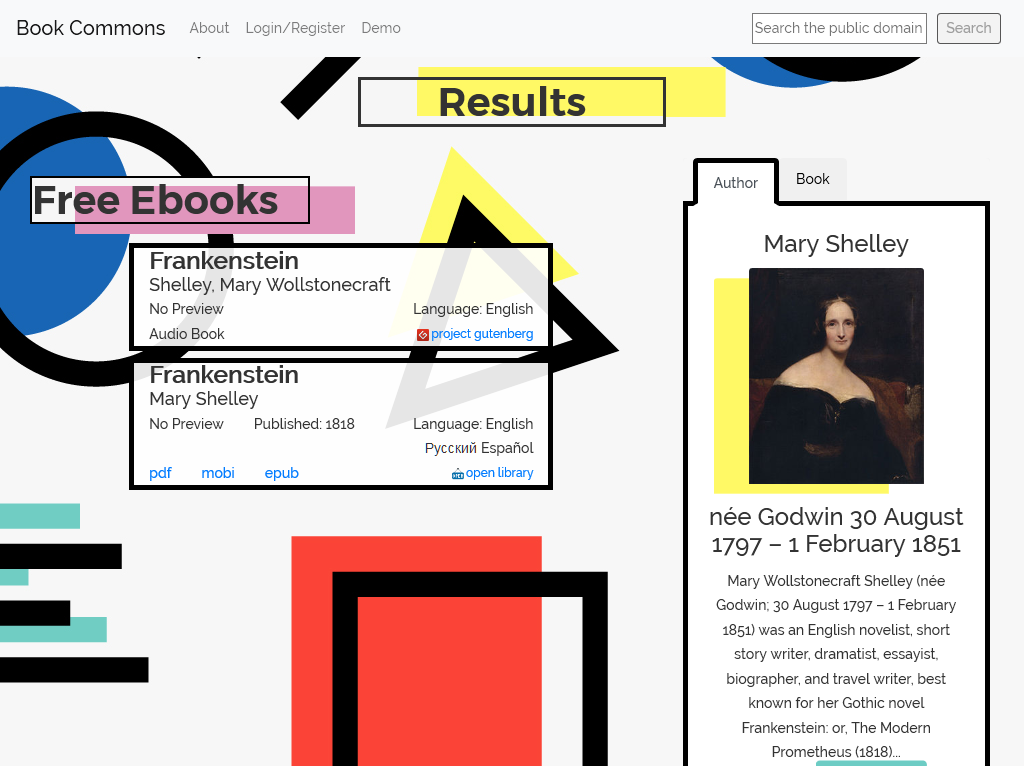 Book Commons About Login/Register Demo Search the public domain Search
Results
Free Ebooks
Frankenstein
Shelley, Mary Wollstonecraft
No Preview Language: English
Audio Book project gutenberg
Frankenstein
Mary Shelley
No Preview Published: 1818 Language: English
Русский Español
pdf mobi epub open library
Author Book
Mary Shelley
née Godwin 30 August
1797 – 1 February 1851
Mary Wollstonecraft Shelley (née
Godwin; 30 August 1797 – 1 February
1851) was an English novelist, short
story writer, dramatist, essayist,
biographer, and travel writer, best
known for her Gothic novel
Frankenstein: or, The Modern
Prometheus (1818)...